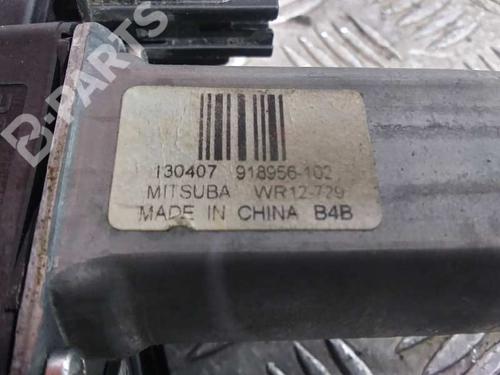 B-PARTS
130407 918956-102
MITSUBA WR12-729
MADE IN CHINA B4B